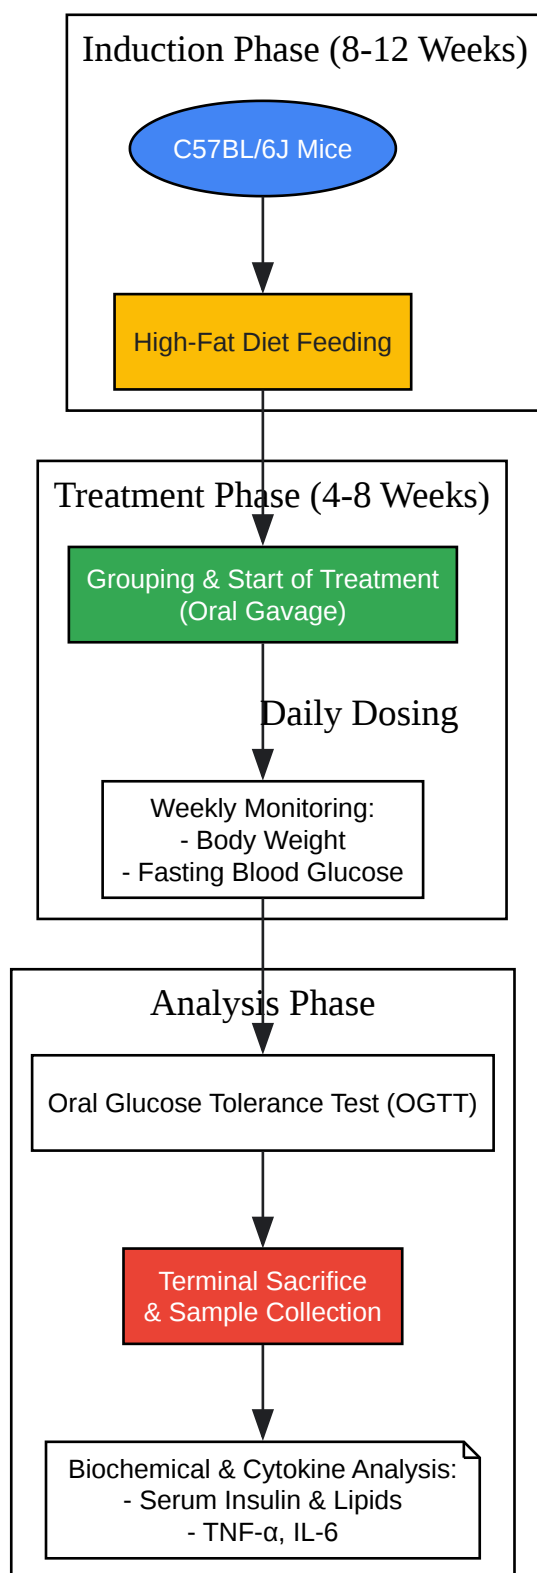 Induction Phase (8-12 Weeks)
C57BL/6J Mice
High-Fat Diet Feeding
Treatment Phase (4-8 Weeks)
Grouping & Start of Treatment
(Oral Gavage)
Daily Dosing
Weekly Monitoring:
- Body Weight
- Fasting Blood Glucose
Analysis Phase
Oral Glucose Tolerance Test (OGTT)
Terminal Sacrifice
& Sample Collection
Biochemical & Cytokine Analysis:
- Serum Insulin & Lipids
- TNF-α, IL-6